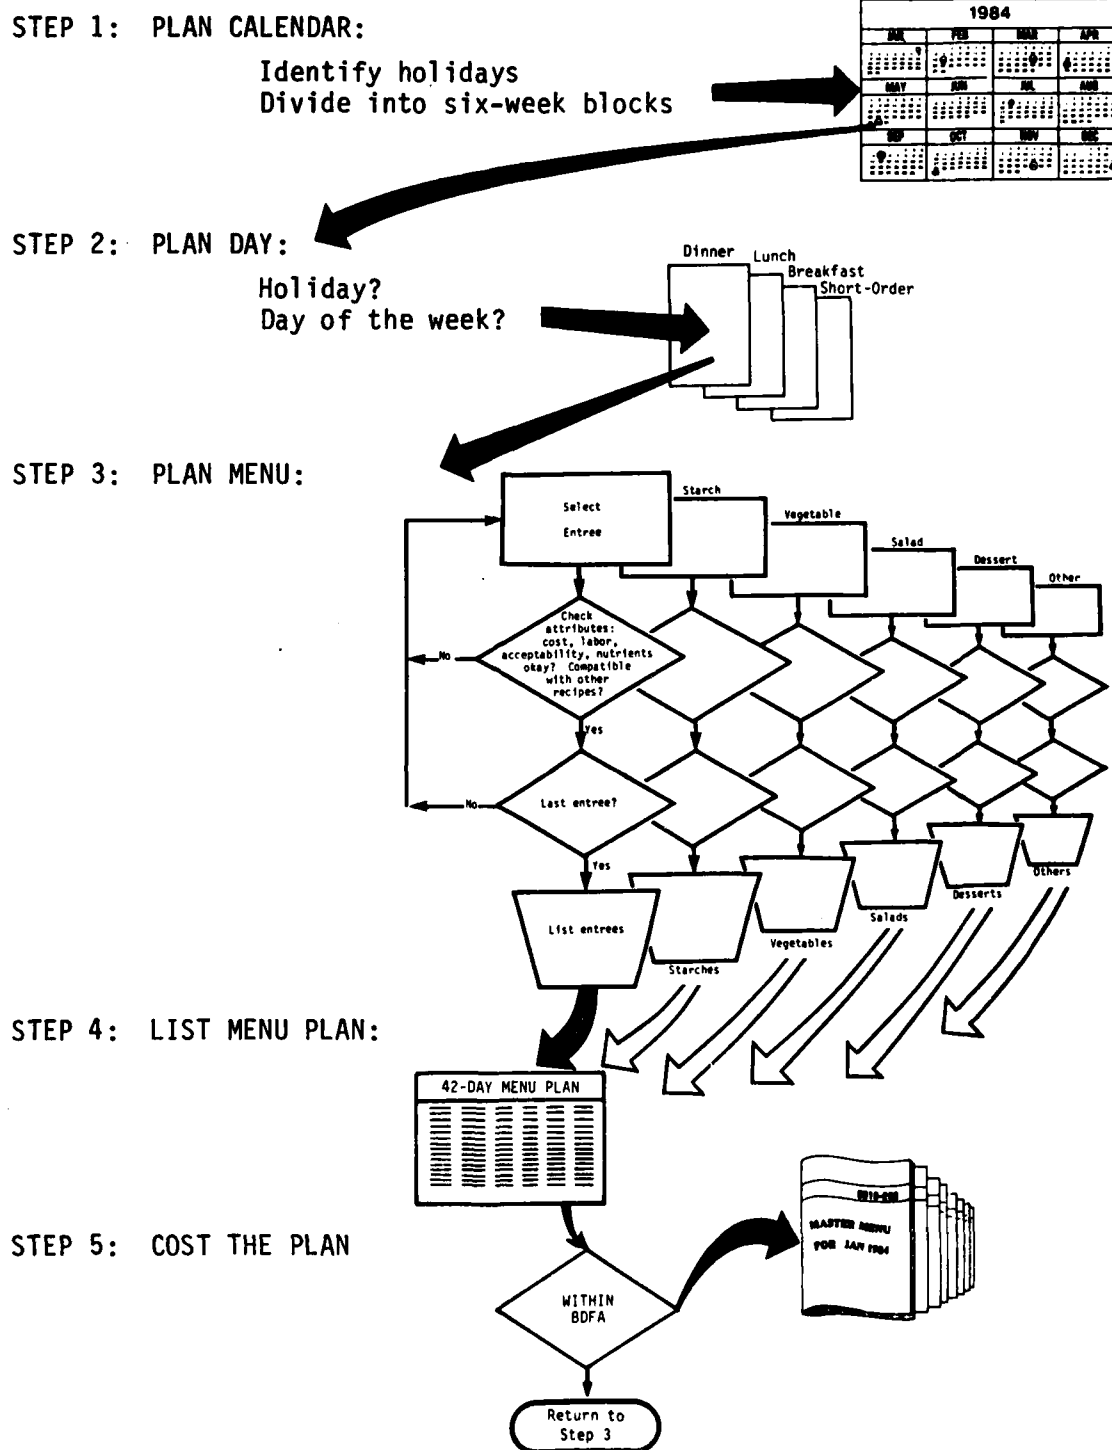 STEP 1: PLAN CALENDAR:
Identify holidays
Divide into six-week blocks
1984
JAN FEB MAR APR
MAY JUN JUL AUG
SEP OCT NOV DEC
STEP 2: PLAN DAY:
Holiday?
Day of the week?
Dinner
Lunch
Breakfast
Short-Order
STEP 3: PLAN MENU:
Select
Entree
Starch
Vegetable
Salad
Dessert
Other
Check
attributes:
cost, labor,
acceptability, nutrients
okay? Compatible
with other
recipes?
No
Yes
Last entree?
No
Yes
List entrees
Starches
Vegetables
Salads
Desserts
Others
STEP 4: LIST MENU PLAN:
42-DAY MENU PLAN
STEP 5: COST THE PLAN
WITHIN
BDFA
MASTER MENU
FOR JAN 1984
Return to
Step 3